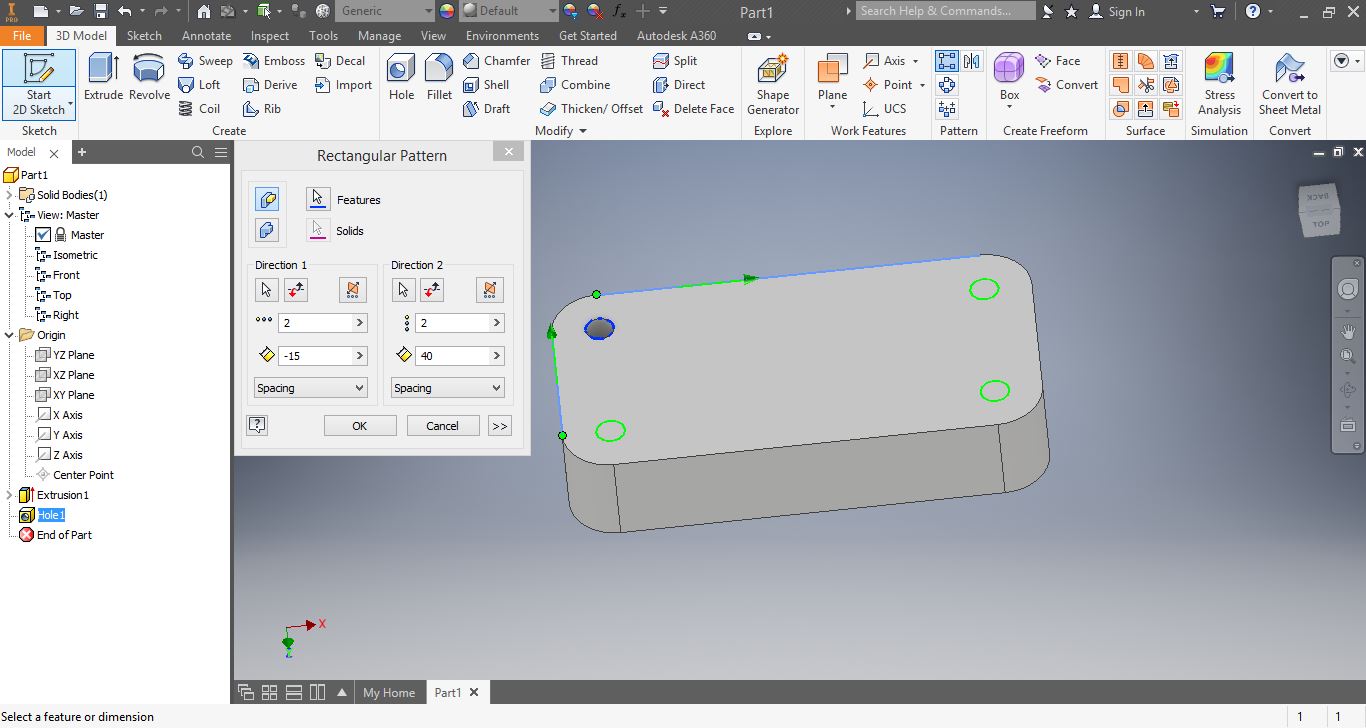 PRO
Generic
Default
fx
Part1
Search Help & Commands...
Sign In
File
3D Model
Sketch
Annotate
Inspect
Tools
Manage
View
Environments
Get Started
Autodesk A360
Start
2D Sketch
Sketch
Extrude
Revolve
Sweep
Loft
Coil
Emboss
Derive
Rib
Decal
Import
Create
Hole
Fillet
Chamfer
Shell
Draft
Thread
Combine
Thicken/ Offset
Split
Direct
Delete Face
Modify
Shape
Generator
Explore
Plane
Axis
Point
UCS
Work Features
Pattern
Box
Face
Convert
Create Freeform
Surface
Stress
Analysis
Simulation
Convert to
Sheet Metal
Convert
Model
Part1
Solid Bodies(1)
View: Master
Master
Isometric
Front
Top
Right
Origin
YZ Plane
XZ Plane
XY Plane
X Axis
Y Axis
Z Axis
Center Point
Extrusion1
Hole1
End of Part
Rectangular Pattern
Features
Solids
Direction 1
Direction 2
2
2
-15
40
Spacing
Spacing
OK
Cancel
>>
BACK
TOP
X
Z
My Home
Part1
Select a feature or dimension
1
1